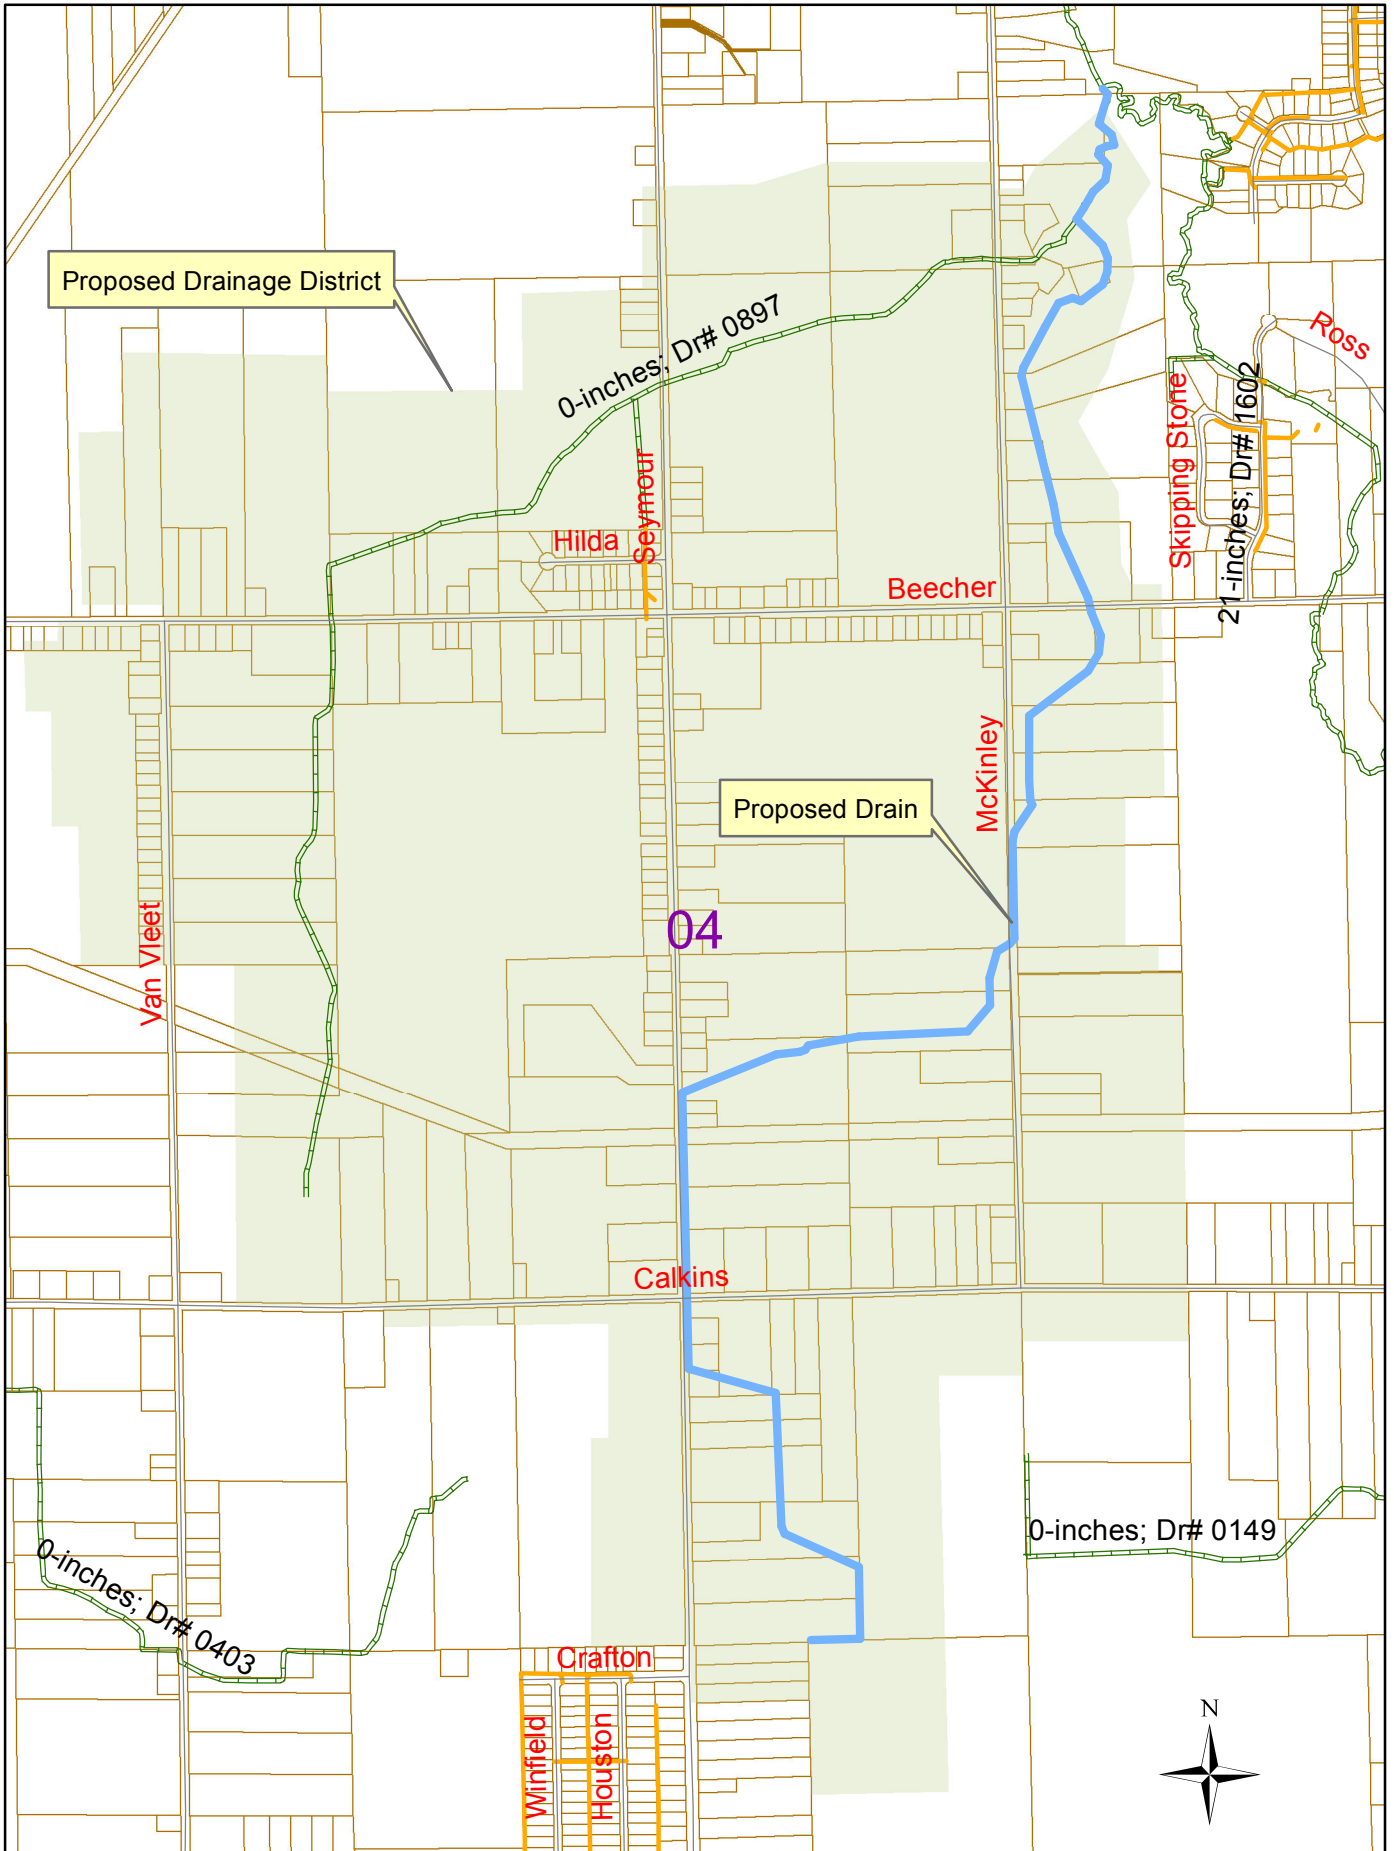 Proposed Drainage District
0-inches; Dr# 0897
Ross
Skipping Stone
21-inches; Dr# 1602
Seymour
Hilda
Beecher
McKinley
Proposed Drain
Van Vleet
04
Calkins
0-inches; Dr# 0149
0-inches; Dr# 0403
Crafton
Winfield
Houston
N